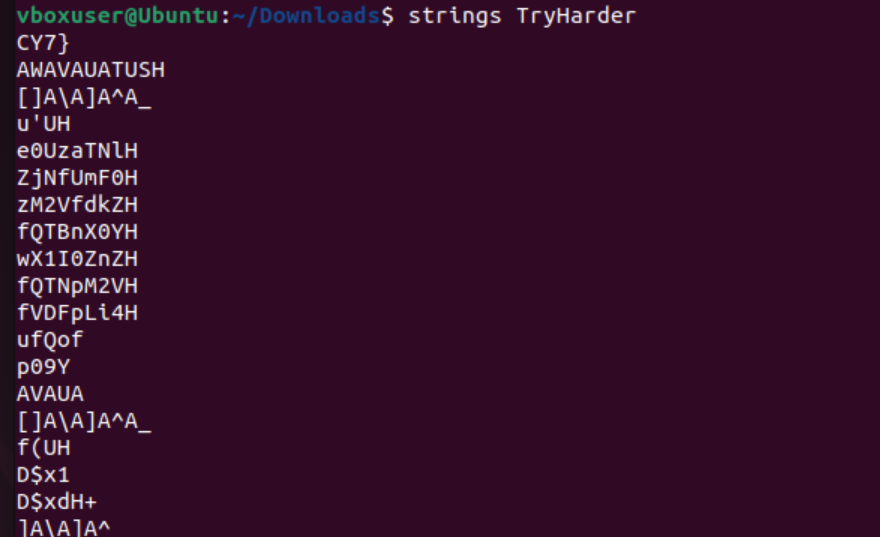 vboxuser@Ubuntu:~/Downloads$ strings TryHarder
CY7}
AWAVAUATUSH
[]A\A]A^A_
u'UH
e0UzaTNlH
ZjNfUmF0H
zM2VfdkZH
fQTBnX0YH
wX1I0ZnZH
fQTNpM2VH
fVDFpLi4H
ufQof
p09Y
AVAUA
[]A\A]A^A_
f(UH
D$x1
D$xdH+
]A\A]A^